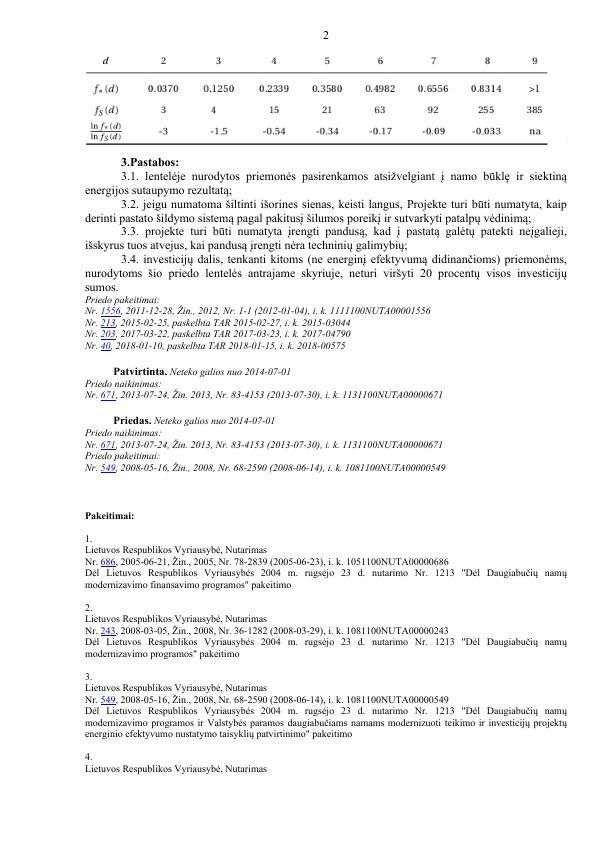 2
d 2 3 4 5 6 7 8 9
f*(d) 0.0370 0.1250 0.2339 0.3580 0.4982 0.6556 0.8314 >1
fS(d) 3 4 15 21 63 92 255 385
ln f*(d) / ln fS(d) -3 -1.5 -0.54 -0.34 -0.17 -0.09 -0.033 na
3.Pastabos:
3.1. lentelėje nurodytos priemonės pasirenkamos atsižvelgiant į namo būklę ir siektiną
energijos sutaupymo rezultatą;
3.2. jeigu numatoma šiltinti išorines sienas, keisti langus, Projekte turi būti numatyta, kaip
derinti pastato šildymo sistemą pagal pakitusį šilumos poreikį ir sutvarkyti patalpų vėdinimą;
3.3. projekte turi būti numatyta įrengti pandusą, kad į pastatą galėtų patekti neįgalieji,
išskyrus tuos atvejus, kai pandusą įrengti nėra techninių galimybių;
3.4. investicijų dalis, tenkanti kitoms (ne energinį efektyvumą didinančioms) priemonėms,
nurodytoms šio priedo lentelės antrajame skyriuje, neturi viršyti 20 procentų visos investicijų
sumos.
Priedo pakeitimai:
Nr. 1556, 2011-12-28, Žin., 2012, Nr. 1-1 (2012-01-04), i. k. 1111100NUTA00001556
Nr. 213, 2015-02-25, paskelbta TAR 2015-02-27, i. k. 2015-03044
Nr. 203, 2017-03-22, paskelbta TAR 2017-03-23, i. k. 2017-04790
Nr. 40, 2018-01-10, paskelbta TAR 2018-01-15, i. k. 2018-00575
Patvirtinta. Neteko galios nuo 2014-07-01
Priedo naikinimas:
Nr. 671, 2013-07-24, Žin. 2013, Nr. 83-4153 (2013-07-30), i. k. 1131100NUTA00000671
Priedas. Neteko galios nuo 2014-07-01
Priedo naikinimas:
Nr. 671, 2013-07-24, Žin. 2013, Nr. 83-4153 (2013-07-30), i. k. 1131100NUTA00000671
Priedo pakeitimai:
Nr. 549, 2008-05-16, Žin., 2008, Nr. 68-2590 (2008-06-14), i. k. 1081100NUTA00000549
Pakeitimai:
1.
Lietuvos Respublikos Vyriausybė, Nutarimas
Nr. 686, 2005-06-21, Žin., 2005, Nr. 78-2839 (2005-06-23), i. k. 1051100NUTA00000686
Dėl Lietuvos Respublikos Vyriausybės 2004 m. rugsėjo 23 d. nutarimo Nr. 1213 "Dėl Daugiabučių namų
modernizavimo finansavimo programos" pakeitimo
2.
Lietuvos Respublikos Vyriausybė, Nutarimas
Nr. 243, 2008-03-05, Žin., 2008, Nr. 36-1282 (2008-03-29), i. k. 1081100NUTA00000243
Dėl Lietuvos Respublikos Vyriausybės 2004 m. rugsėjo 23 d. nutarimo Nr. 1213 "Dėl Daugiabučių namų
modernizavimo programos" pakeitimo
3.
Lietuvos Respublikos Vyriausybė, Nutarimas
Nr. 549, 2008-05-16, Žin., 2008, Nr. 68-2590 (2008-06-14), i. k. 1081100NUTA00000549
Dėl Lietuvos Respublikos Vyriausybės 2004 m. rugsėjo 23 d. nutarimo Nr. 1213 "Dėl Daugiabučių namų
modernizavimo programos ir Valstybės paramos daugiabučiams namams modernizuoti teikimo ir investicijų projektų
energinio efektyvumo nustatymo taisyklių patvirtinimo" pakeitimo
4.
Lietuvos Respublikos Vyriausybė, Nutarimas